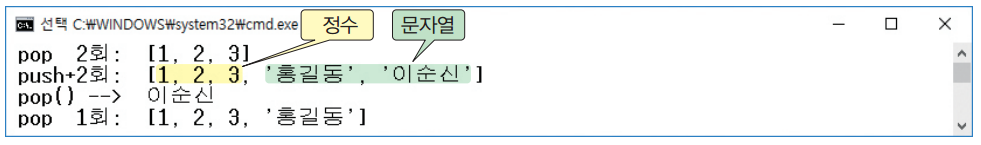 선택 C:₩WINDOWS₩system32₩cmd.exe
정수
문자열
pop 2회: [1, 2, 3]
push+2회: [1, 2, 3, '홍길동', '이순신']
pop() --> 이순신
pop 1회: [1, 2, 3, '홍길동']